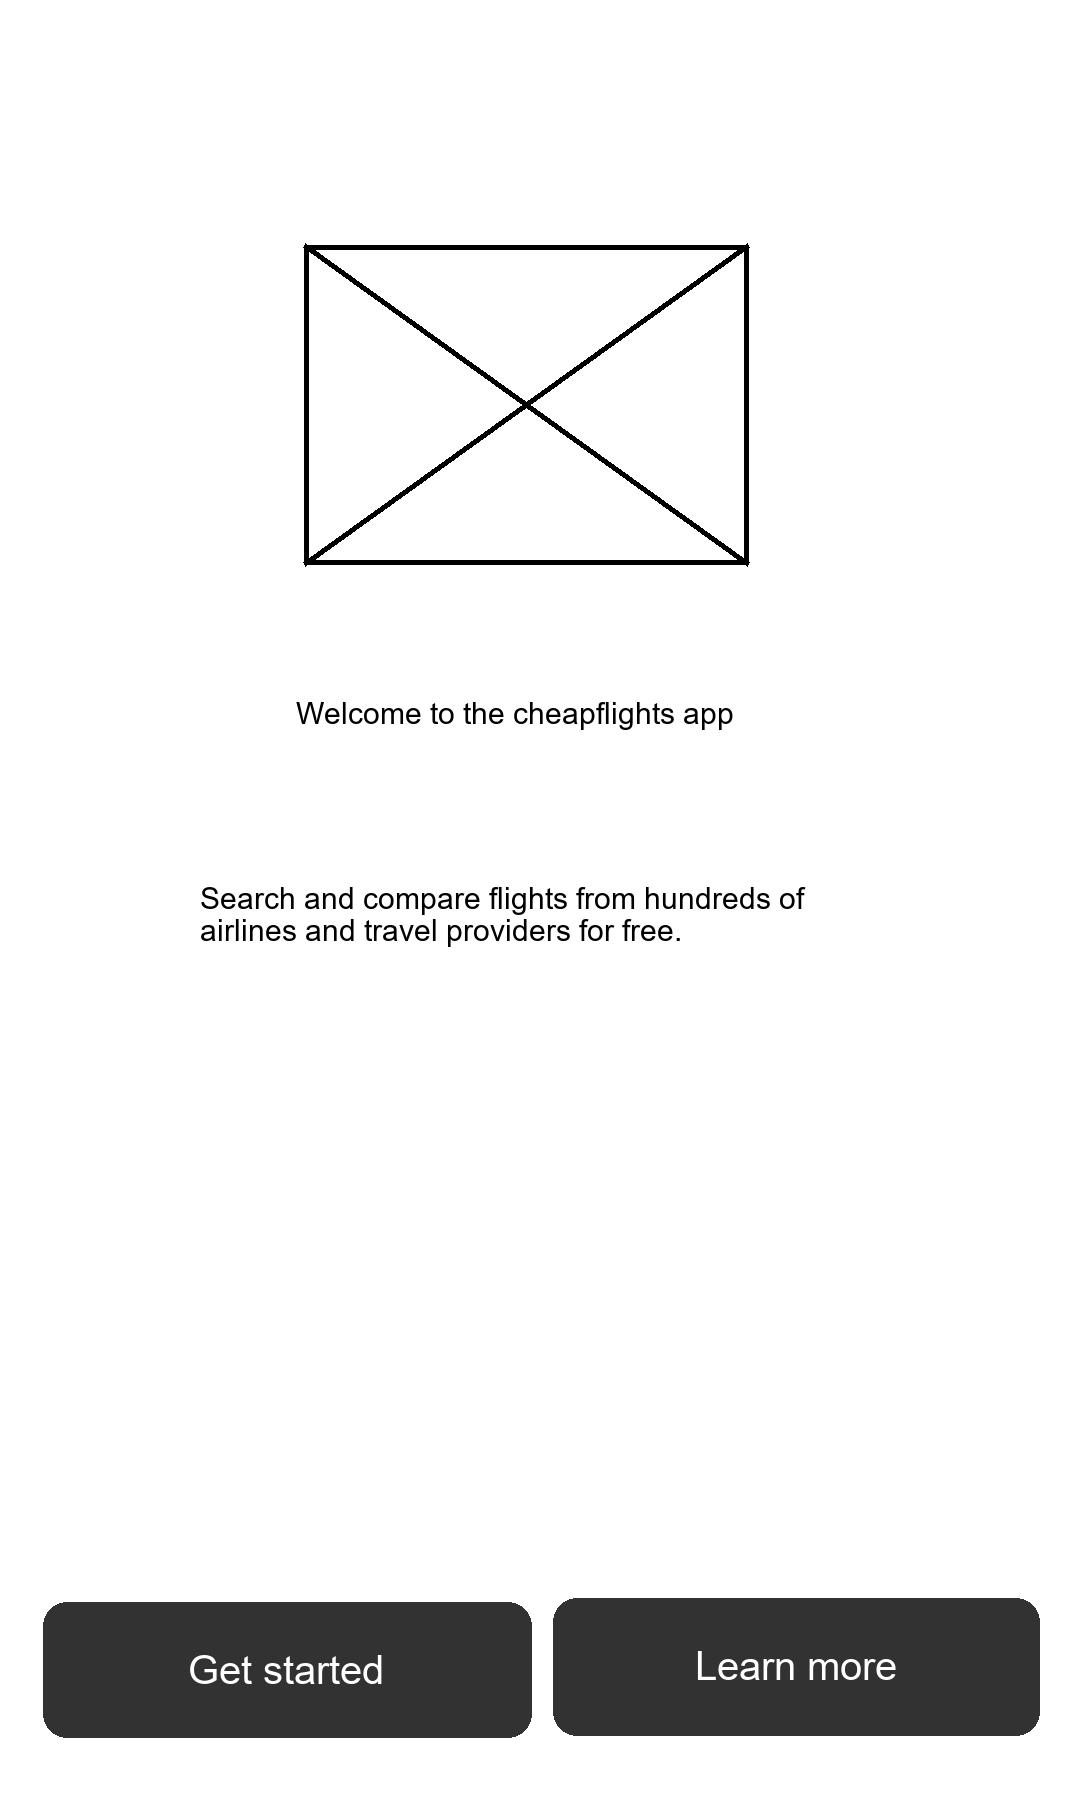 Welcome to the cheapflights app
Search and compare flights from hundreds of
airlines and travel providers for free.
Get started
Learn more